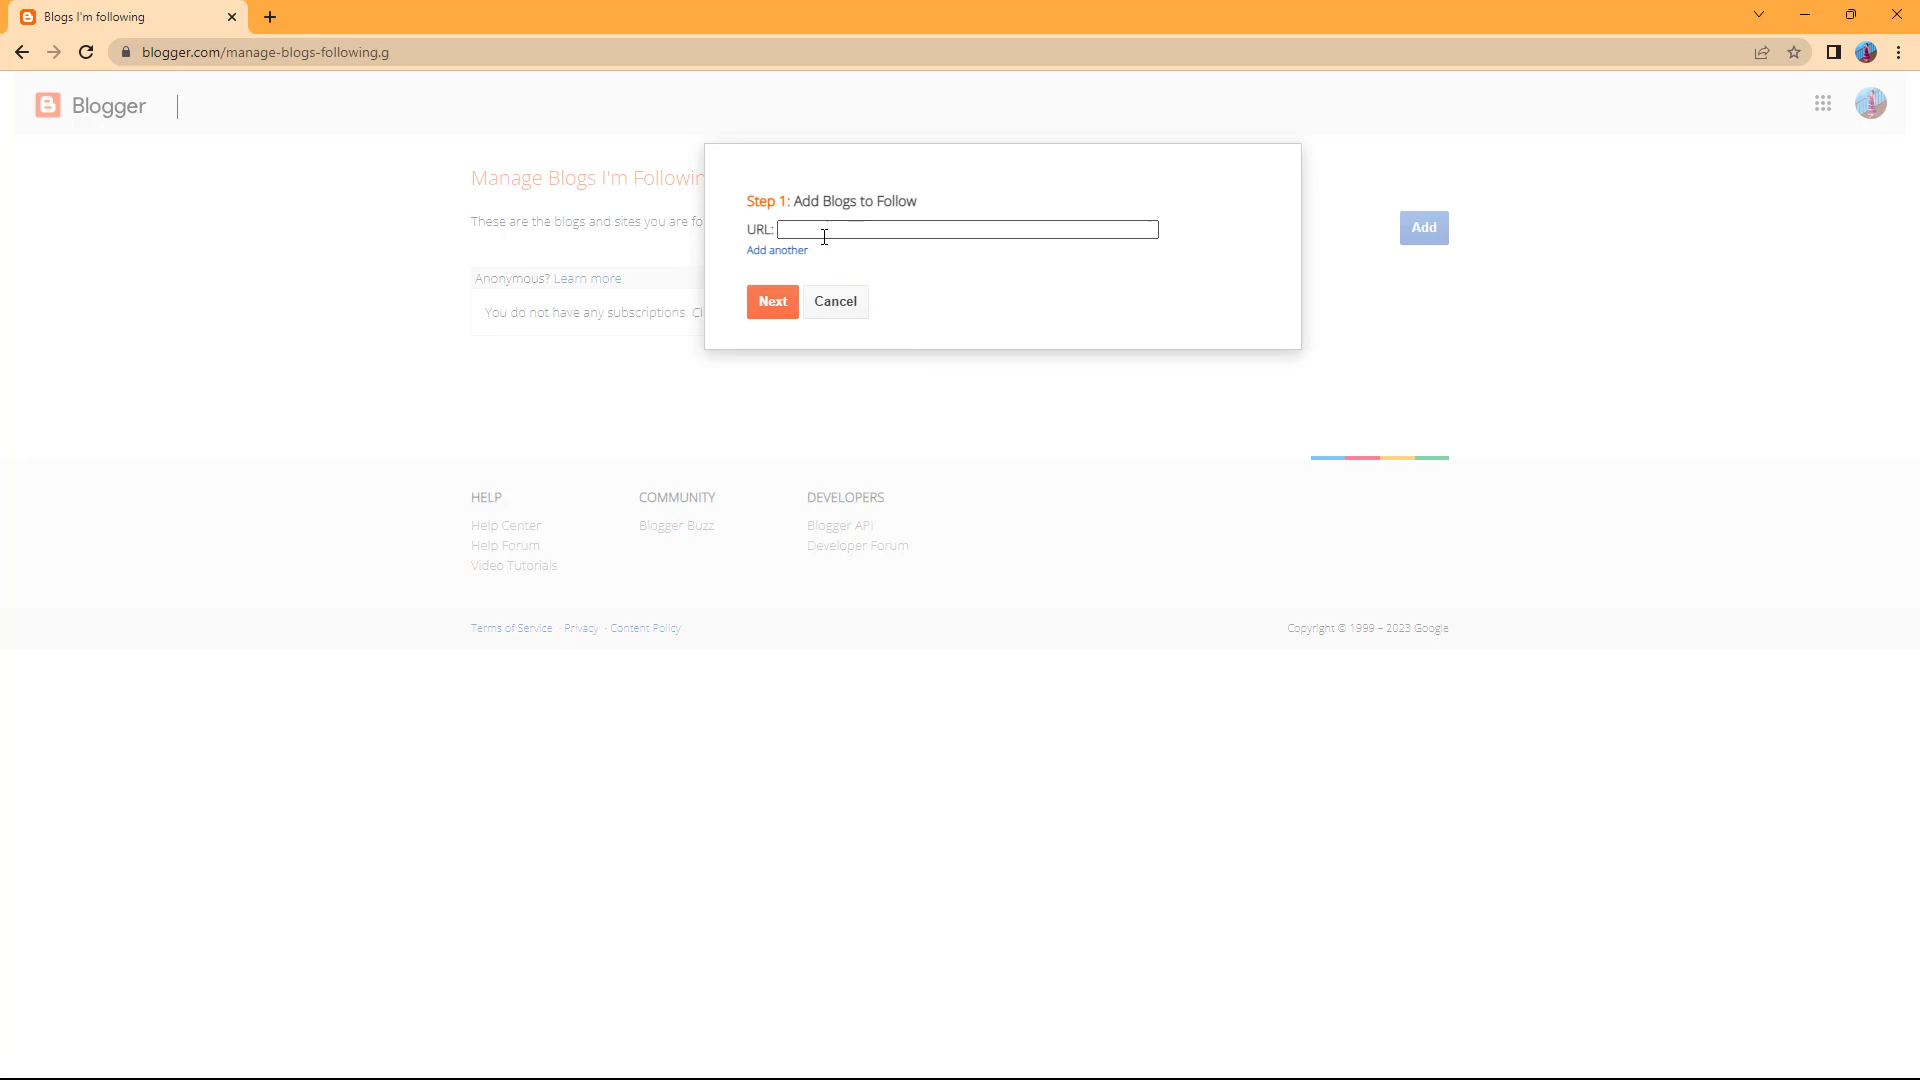 Blogs I'm following
blogger.com/manage-blogs-following.g
Blogger
Manage Blogs I'm Followin
These are the blogs and sites you are fo
Add
Anonymous? Learn more
You do not have any subscriptions. Cl
Step 1: Add Blogs to Follow
URL:
Add another
Next Cancel
HELP
Help Center
Help Forum
Video Tutorials
COMMUNITY
Blogger Buzz
DEVELOPERS
Blogger API
Developer Forum
Terms of Service · Privacy · Content Policy
Copyright © 1999 – 2023 Google